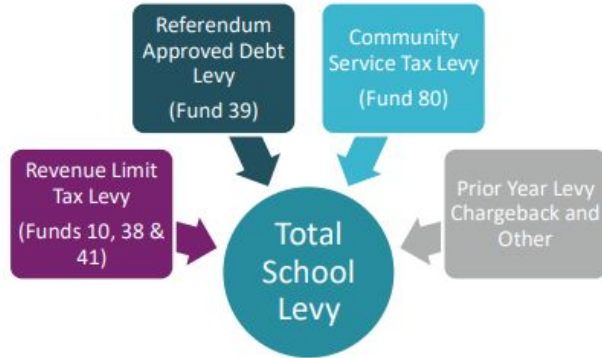 Referendum
Approved Debt
Levy
(Fund 39)
Community
Service Tax Levy
(Fund 80)
Revenue Limit
Tax Levy
(Funds 10, 38 &
41)
Prior Year Levy
Chargeback and
Other
Total
School
Levy